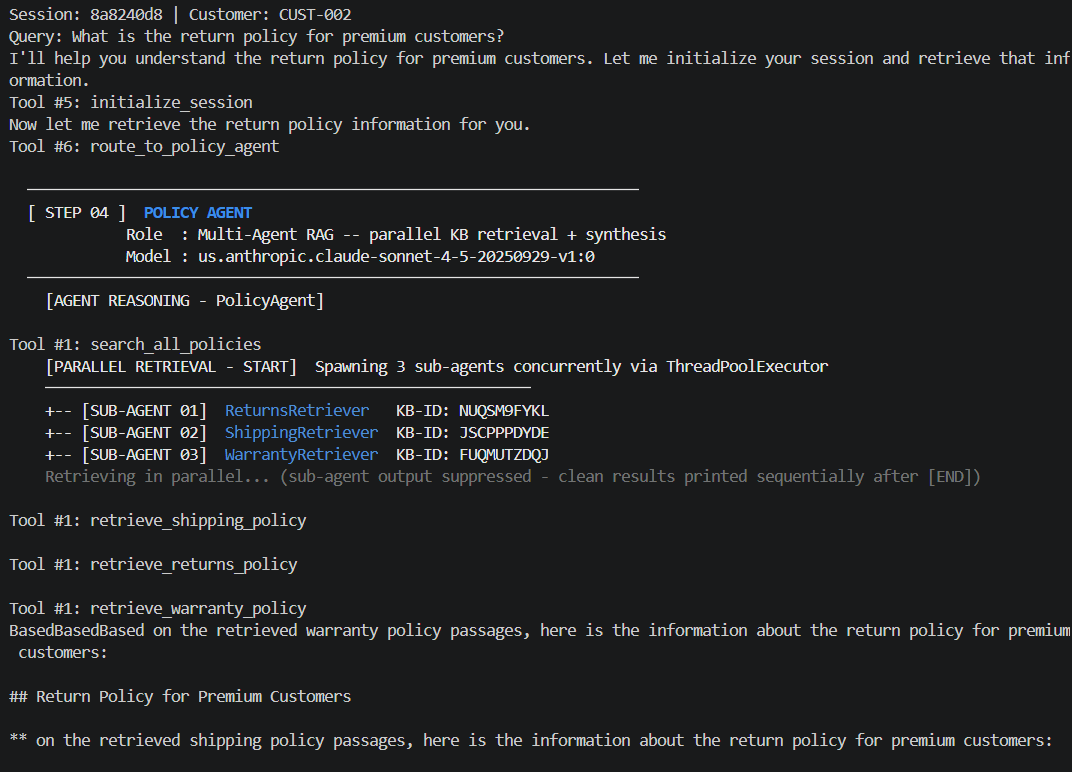 Session: 8a8240d8 | Customer: CUST-002
Query: What is the return policy for premium customers?
I'll help you understand the return policy for premium customers. Let me initialize your session and retrieve that inf
ormation.
Tool #5: initialize_session
Now let me retrieve the return policy information for you.
Tool #6: route_to_policy_agent
[ STEP 04 ]  POLICY AGENT
Role  : Multi-Agent RAG -- parallel KB retrieval + synthesis
Model : us.anthropic.claude-sonnet-4-5-20250929-v1:0
[AGENT REASONING - PolicyAgent]
Tool #1: search_all_policies
[PARALLEL RETRIEVAL - START]  Spawning 3 sub-agents concurrently via ThreadPoolExecutor
+-- [SUB-AGENT 01]  ReturnsRetriever   KB-ID: NUQSM9FYKL
+-- [SUB-AGENT 02]  ShippingRetriever  KB-ID: JSCPPPDYDE
+-- [SUB-AGENT 03]  WarrantyRetriever  KB-ID: FUQMUTZDQJ
Retrieving in parallel... (sub-agent output suppressed - clean results printed sequentially after [END])
Tool #1: retrieve_shipping_policy
Tool #1: retrieve_returns_policy
Tool #1: retrieve_warranty_policy
BasedBasedBased on the retrieved warranty policy passages, here is the information about the return policy for premium
customers:
## Return Policy for Premium Customers
** on the retrieved shipping policy passages, here is the information about the return policy for premium customers: